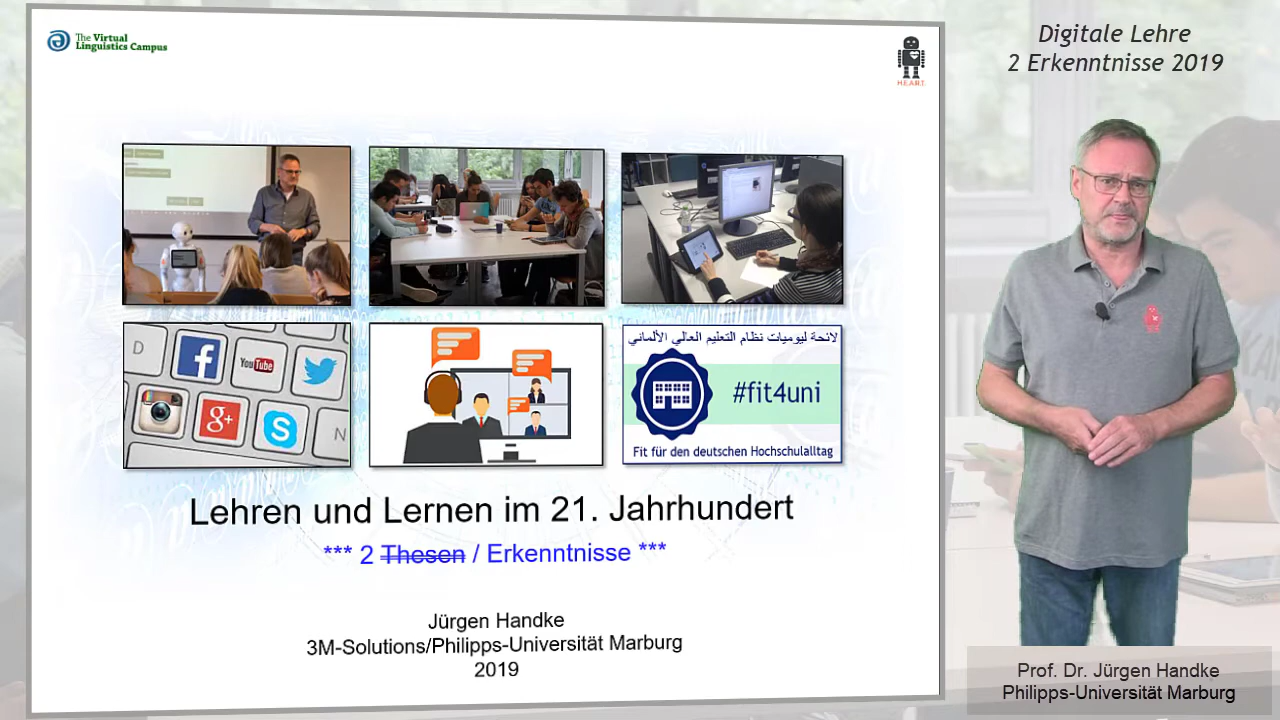 The Virtual
Linguistics Campus
H.E.A.R.T.
D
f
You Tube
g+
S
N
لائحة ليوميات نظام التعليم العالي الألماني
#fit4uni
Fit für den deutschen Hochschulalltag
Lehren und Lernen im 21. Jahrhundert
*** 2 Thesen / Erkenntnisse ***
Jürgen Handke
3M-Solutions/Philipps-Universität Marburg
2019
Digitale Lehre
2 Erkenntnisse 2019
Prof. Dr. Jürgen Handke
Philipps-Universität Marburg